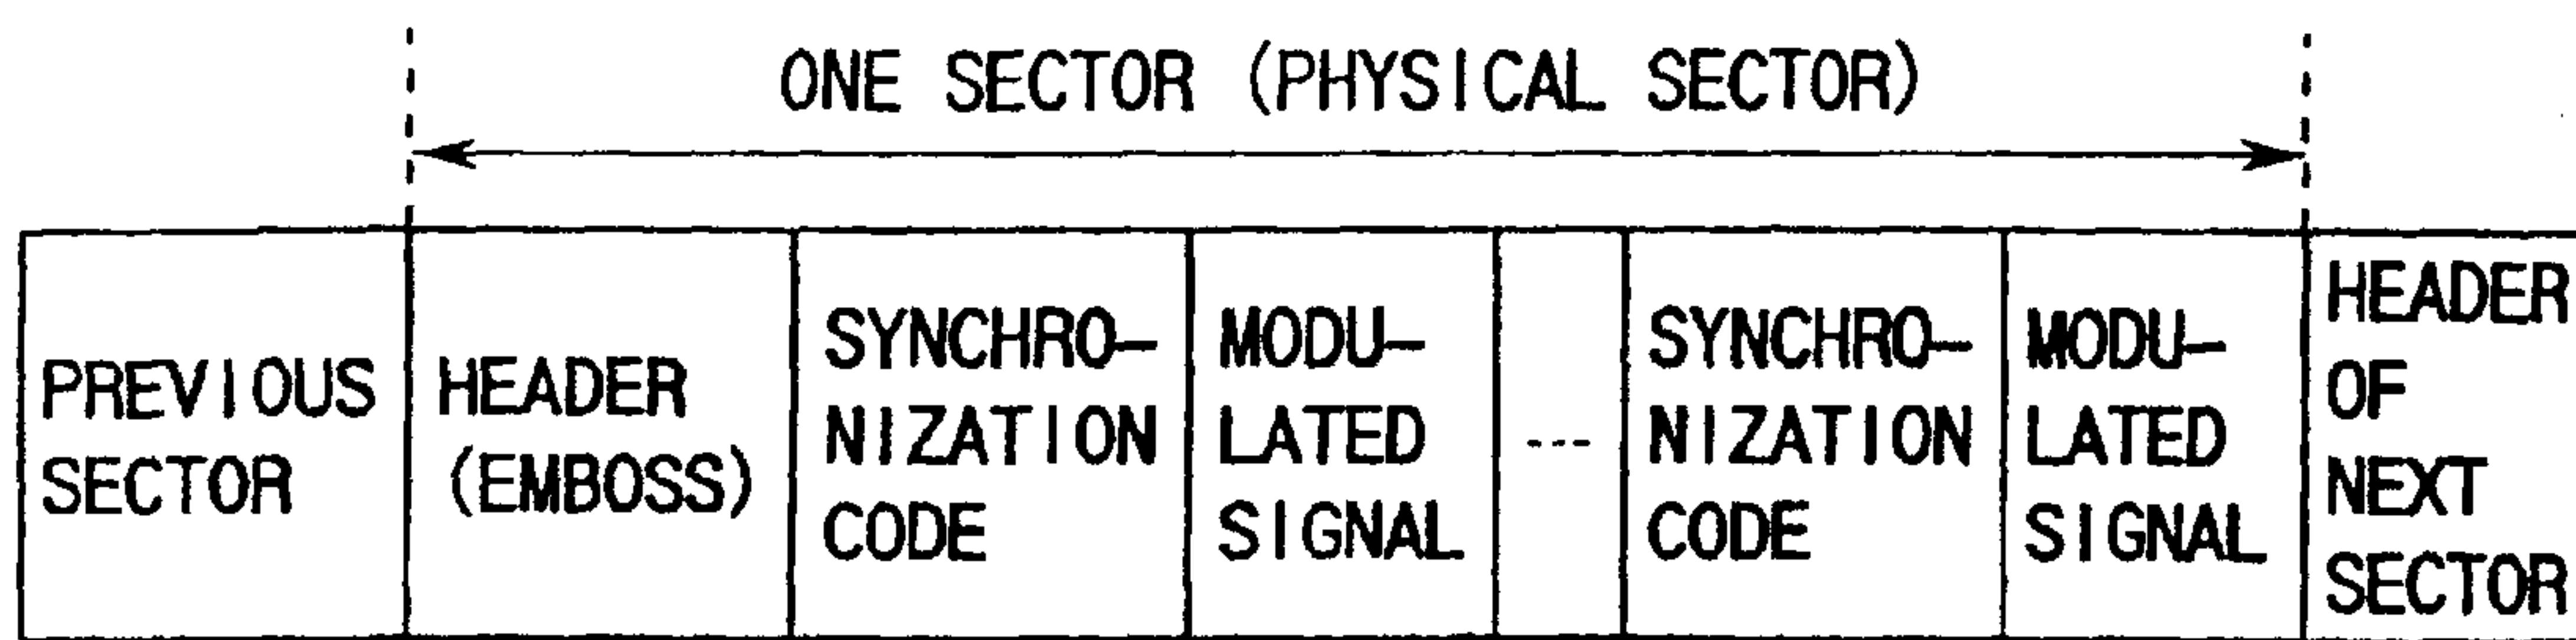 ONE SECTOR (PHYSICAL SECTOR)
PREVIOUS
SECTOR
HEADER
(EMBOSS)
SYNCHRO-
NIZATION
CODE
MODU-
LATED
SIGNAL
---
SYNCHRO-
NIZATION
CODE
MODU-
LATED
SIGNAL
HEADER
OF
NEXT
SECTOR